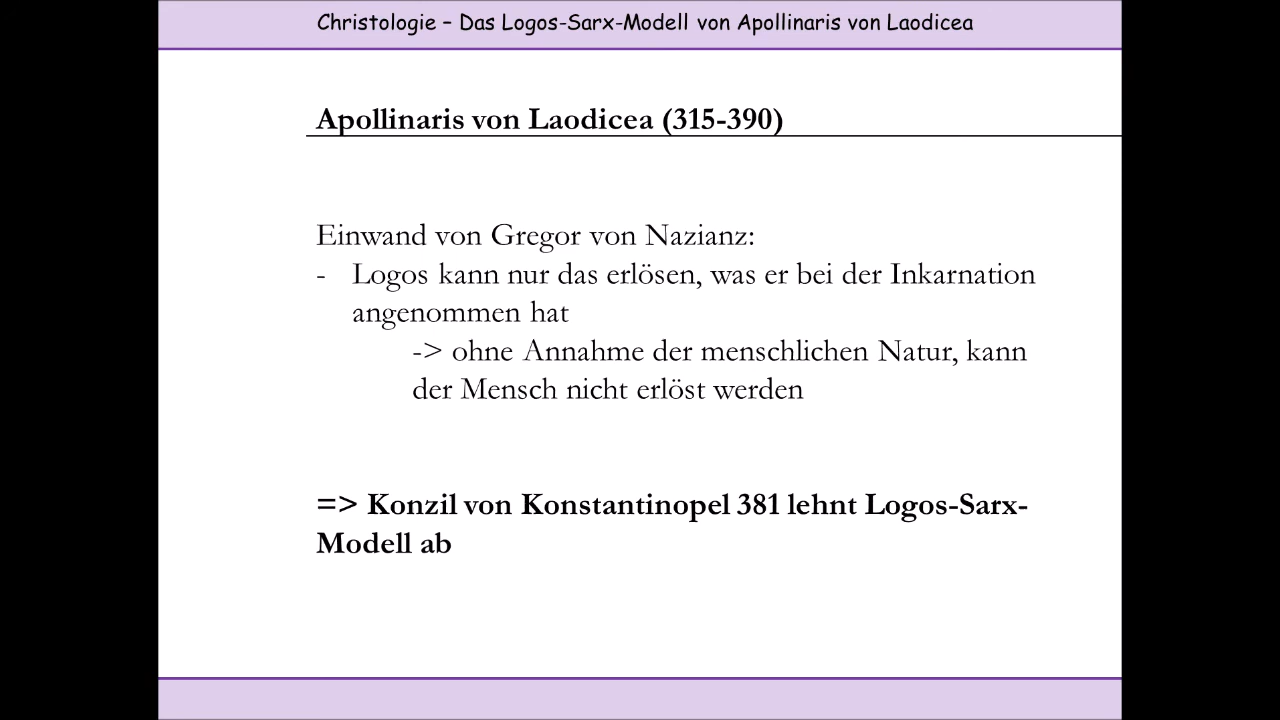 Christologie – Das Logos-Sarx-Modell von Apollinaris von Laodicea
Apollinaris von Laodicea (315-390)
Einwand von Gregor von Nazianz:
- Logos kann nur das erlösen, was er bei der Inkarnation
angenommen hat
-> ohne Annahme der menschlichen Natur, kann
der Mensch nicht erlöst werden
=> Konzil von Konstantinopel 381 lehnt Logos-Sarx-
Modell ab